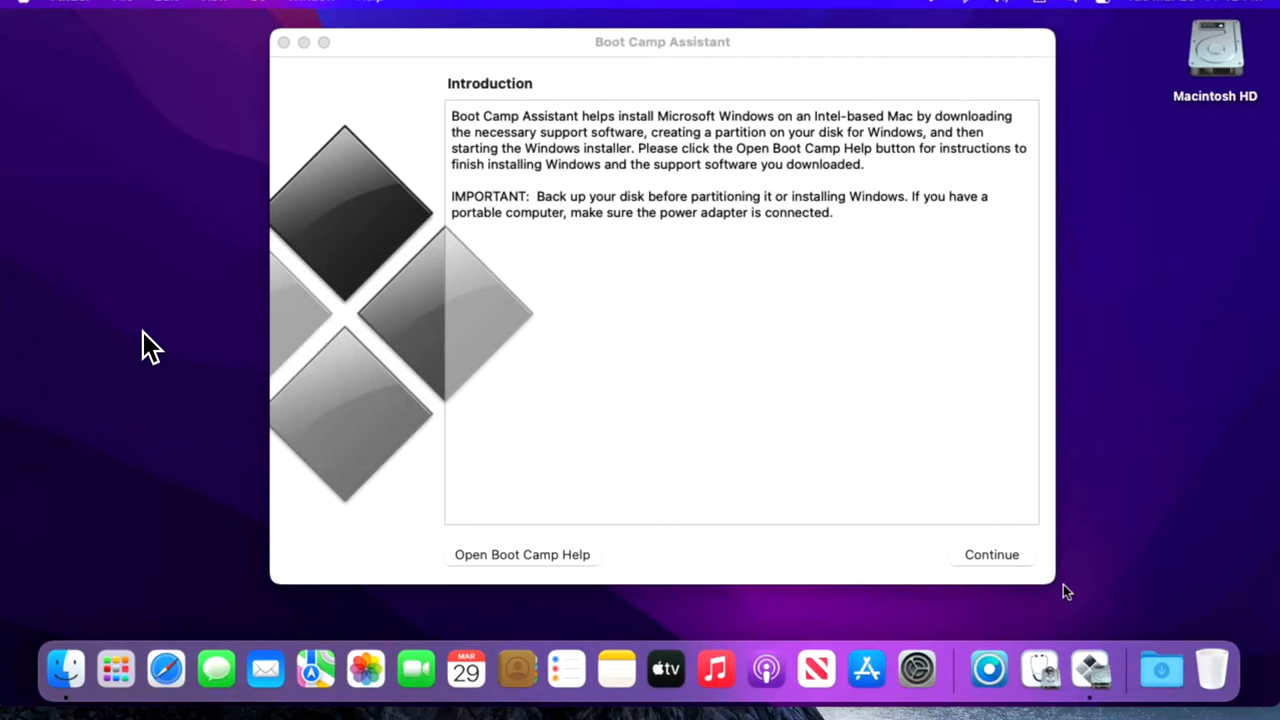 Boot Camp Assistant
Macintosh HD
Introduction
Boot Camp Assistant helps install Microsoft Windows on an Intel-based Mac by downloading
the necessary support software, creating a partition on your disk for Windows, and then
starting the Windows installer. Please click the Open Boot Camp Help button for instructions to
finish installing Windows and the support software you downloaded.
IMPORTANT:  Back up your disk before partitioning it or installing Windows. If you have a
portable computer, make sure the power adapter is connected.
Open Boot Camp Help
Continue
MAR
29
tv